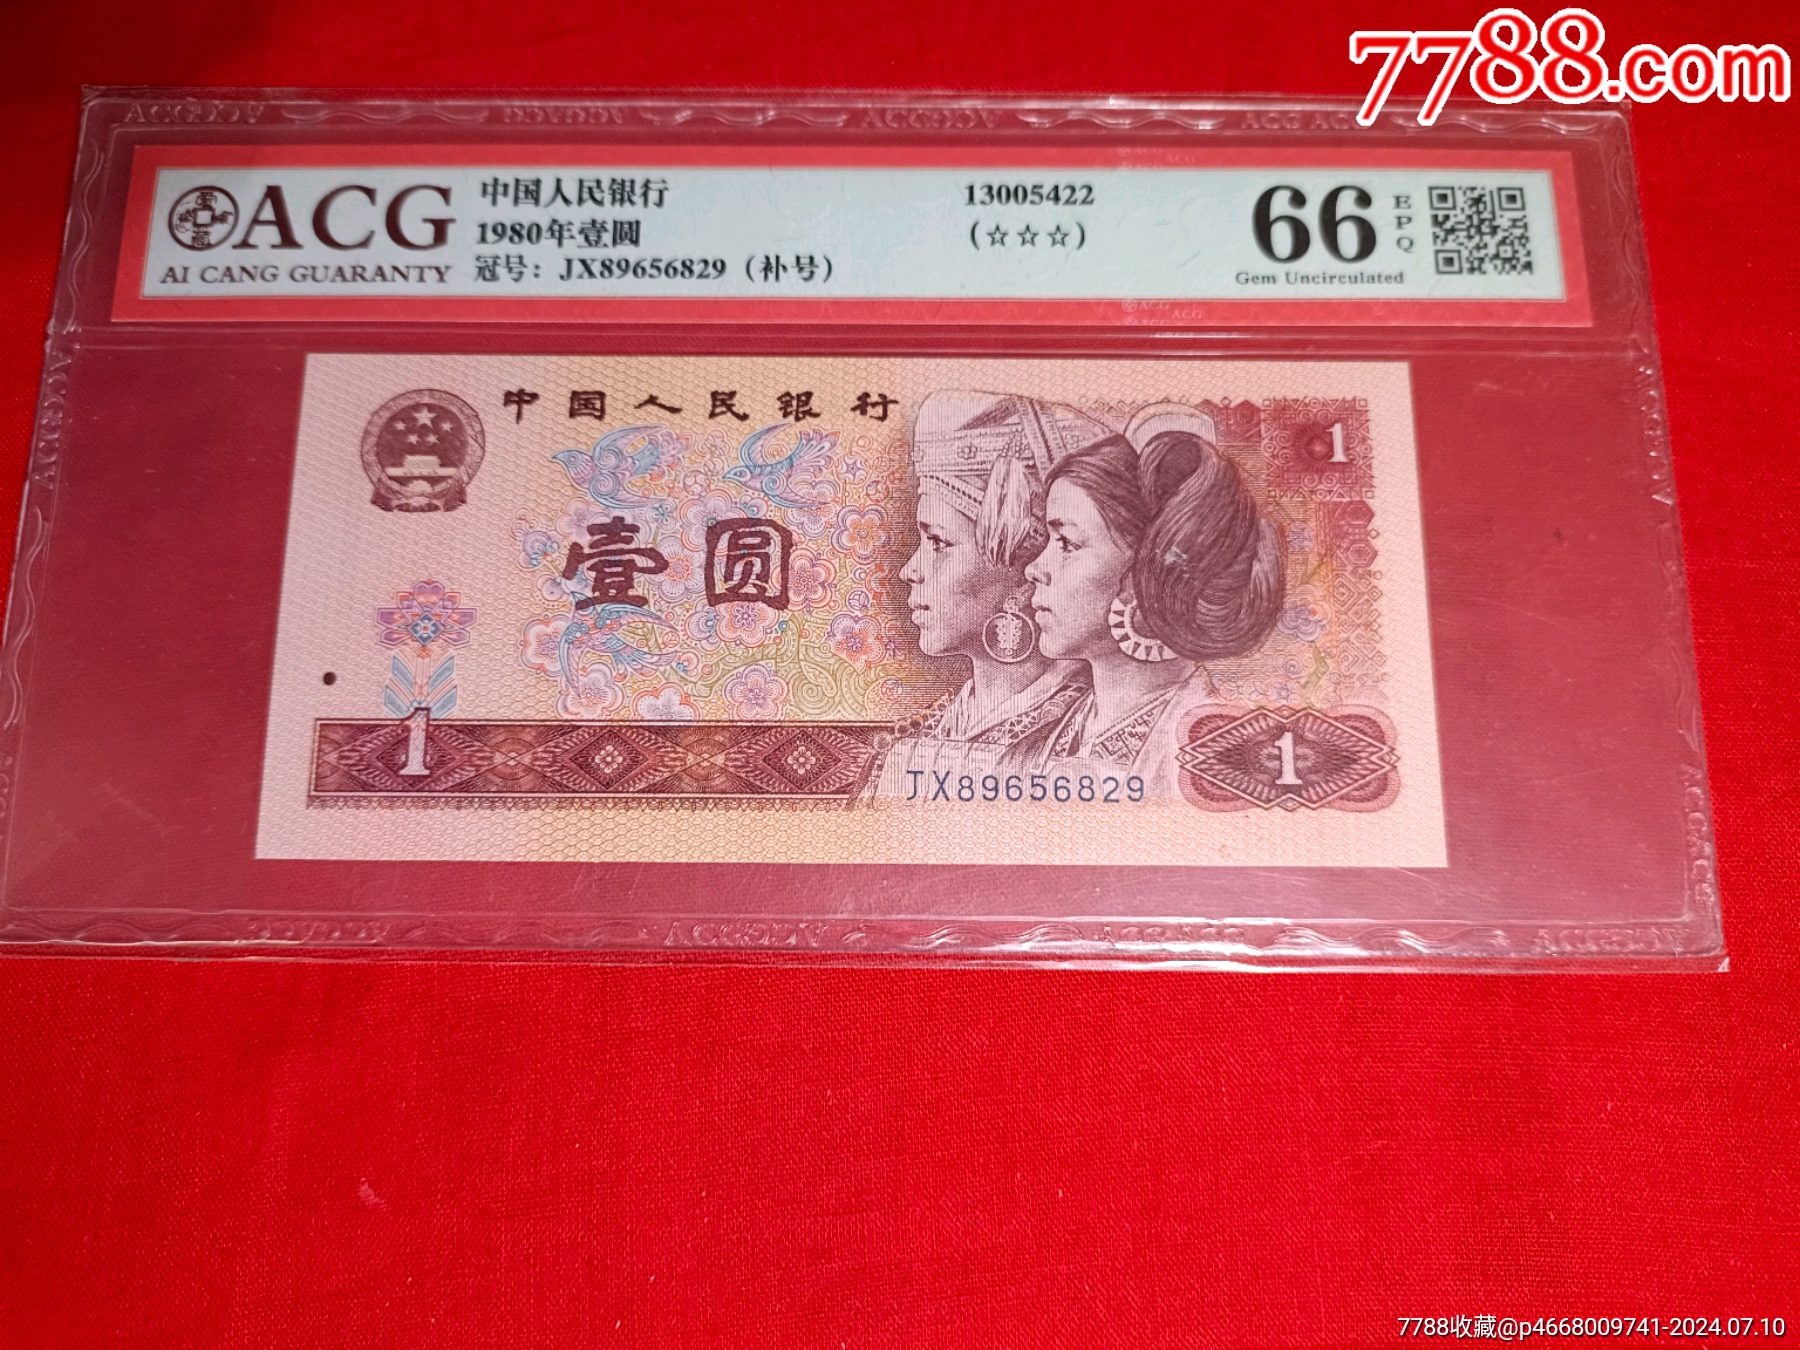 7788.com
ACG
AI CANG GUARANTY
中国人民银行
1980年壹圆
冠号：JX89656829（补号）
13005422
(☆☆☆)
66
EPQ
Gem Uncirculated
中国人民银行
1
壹圆
1
JX89656829
1
7788收藏@p4668009741-2024.07.10